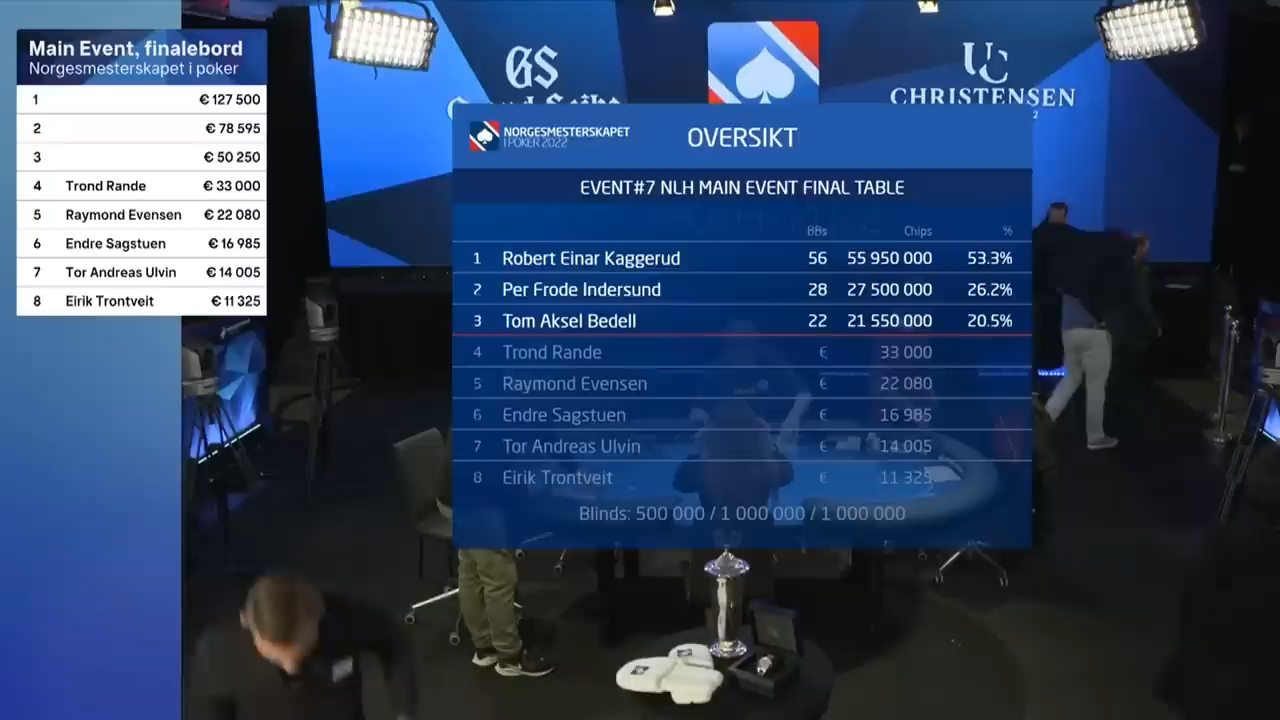 Main Event, finalebord
Norgesmesterskapet i poker
1 € 127 500
2 € 78 595
3 € 50 250
4 Trond Rande € 33 000
5 Raymond Evensen € 22 080
6 Endre Sagstuen € 16 985
7 Tor Andreas Ulvin € 14 005
8 Eirik Trontveit € 11 325
GS
UC
CHRISTENSEN
NORGESMESTERSKAPET
I POKER 2022
OVERSIKT
EVENT#7 NLH MAIN EVENT FINAL TABLE
BBs Chips %
1 Robert Einar Kaggerud 56 55 950 000 53.3%
2 Per Frode Indersund 28 27 500 000 26.2%
3 Tom Aksel Bedell 22 21 550 000 20.5%
4 Trond Rande € 33 000
5 Raymond Evensen € 22 080
6 Endre Sagstuen € 16 985
7 Tor Andreas Ulvin € 14 005
8 Eirik Trontveit € 11 325
Blinds: 500 000 / 1 000 000 / 1 000 000